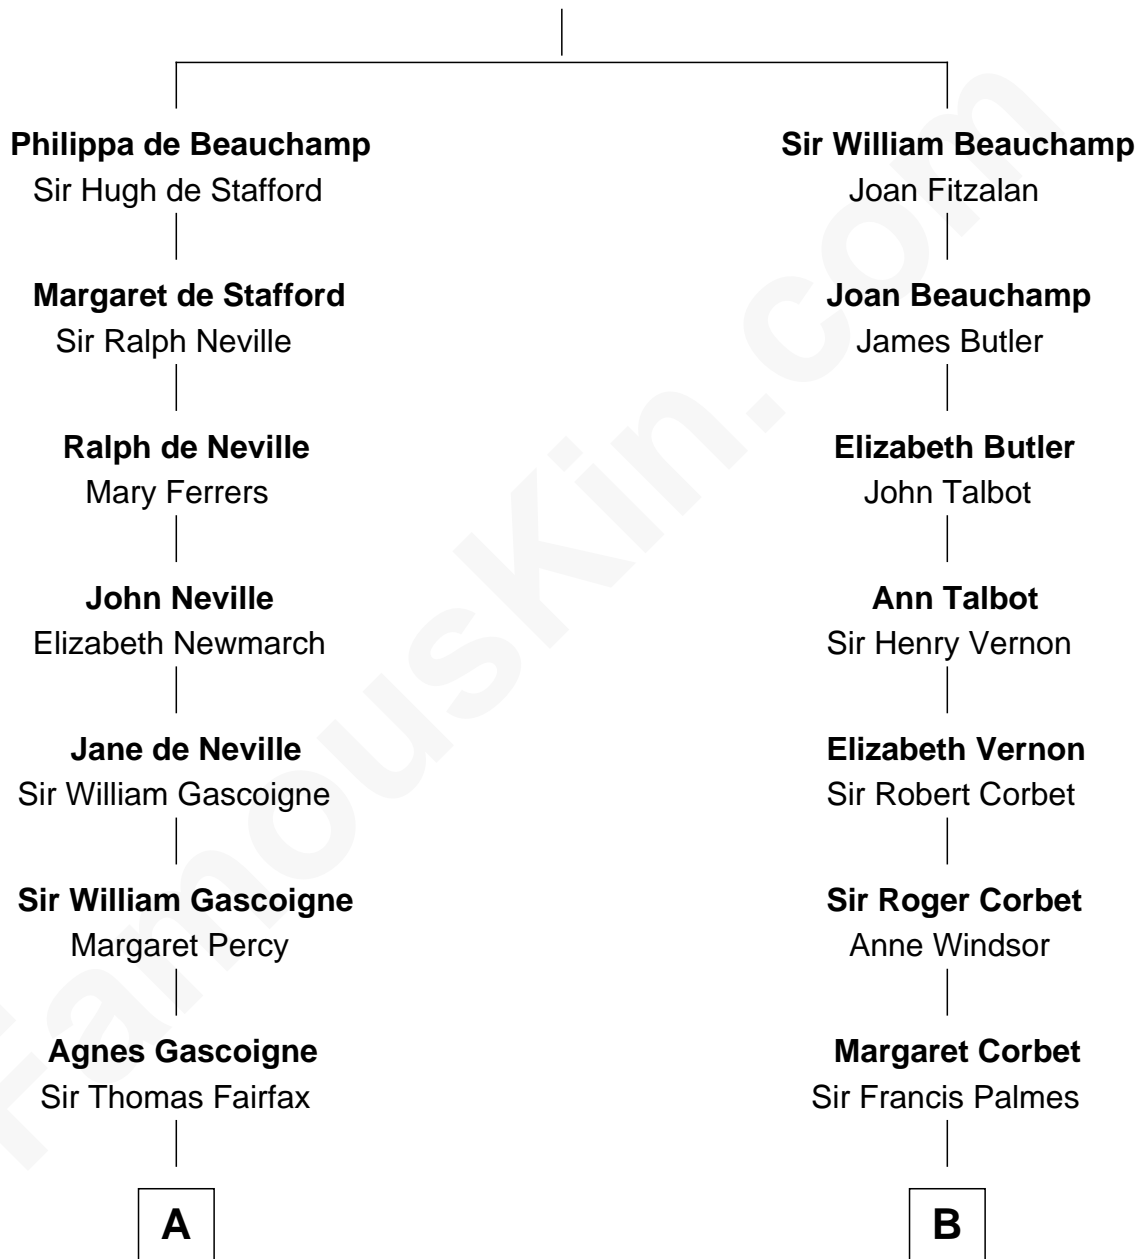 Philippa de Beauchamp
Sir Hugh de Stafford
Margaret de Stafford
Sir Ralph Neville
Ralph de Neville
Mary Ferrers
John Neville
Elizabeth Newmarch
Jane de Neville
Sir William Gascoigne
Sir William Gascoigne
Margaret Percy
Agnes Gascoigne
Sir Thomas Fairfax
A
Sir William Beauchamp
Joan Fitzalan
Joan Beauchamp
James Butler
Elizabeth Butler
John Talbot
Ann Talbot
Sir Henry Vernon
Elizabeth Vernon
Sir Robert Corbet
Sir Roger Corbet
Anne Windsor
Margaret Corbet
Sir Francis Palmes
B
FamousKin.com